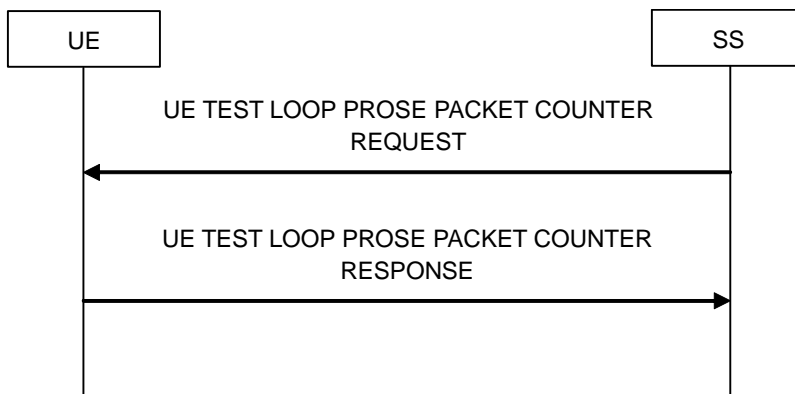 UE
SS
UE TEST LOOP PROSE PACKET COUNTER
REQUEST
UE TEST LOOP PROSE PACKET COUNTER
RESPONSE